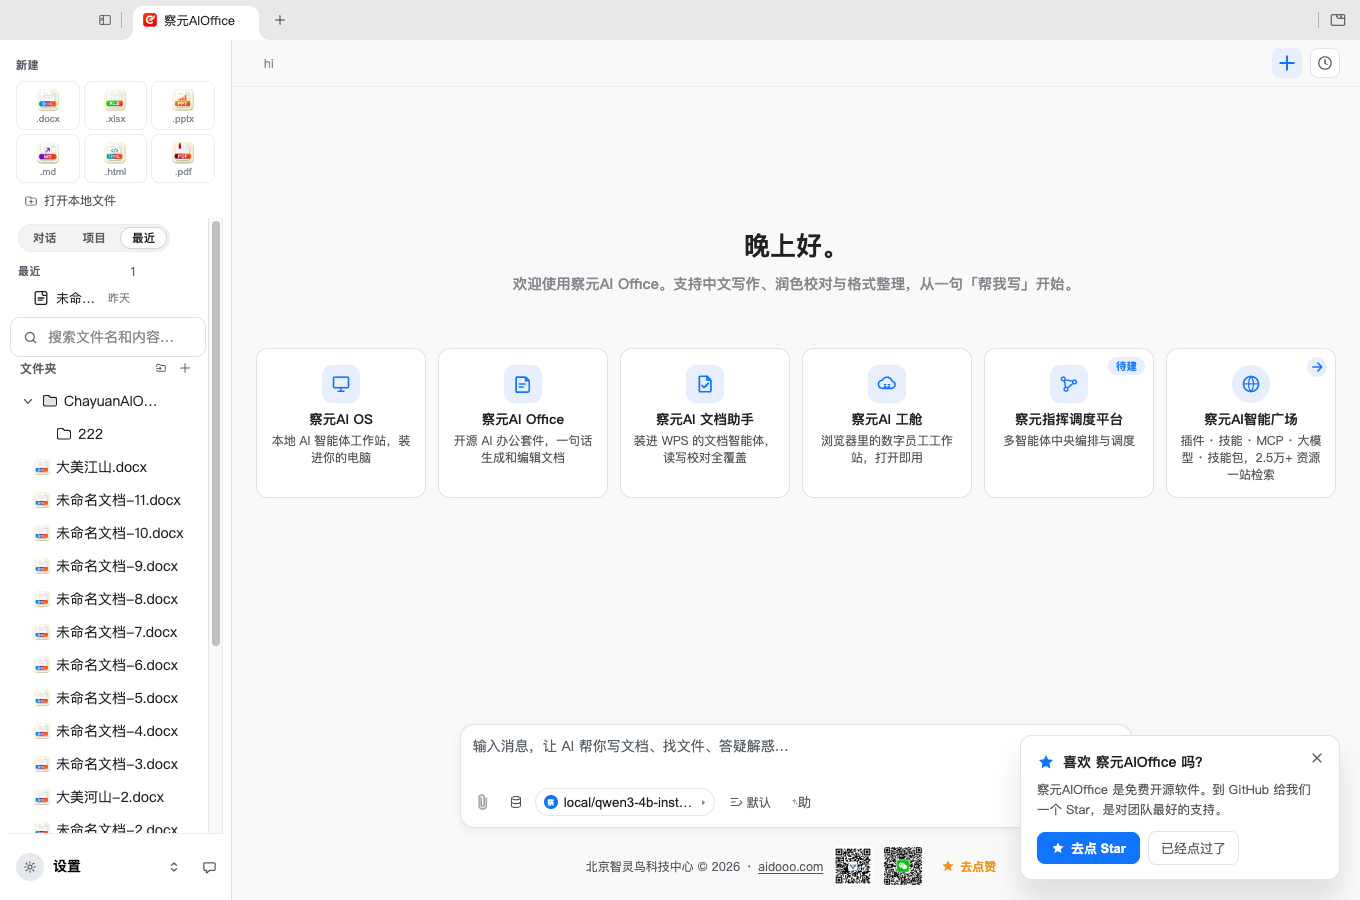 察元AIOffice
新建
.docx
.xlsx
.pptx
.md
.html
.pdf
打开本地文件
对话
项目
最近
最近
1
未命...
昨天
搜索文件名和内容...
文件夹
ChayuanAIO...
222
大美江山.docx
未命名文档-11.docx
未命名文档-10.docx
未命名文档-9.docx
未命名文档-8.docx
未命名文档-7.docx
未命名文档-6.docx
未命名文档-5.docx
未命名文档-4.docx
未命名文档-3.docx
大美河山-2.docx
未命名文档-2.docx
设置
hi
晚上好。
欢迎使用察元AI Office。支持中文写作、润色校对与格式整理，从一句「帮我写」开始。
察元AI OS
本地 AI 智能体工作站，装
进你的电脑
察元AI Office
开源 AI 办公套件，一句话
生成和编辑文档
察元AI 文档助手
装进 WPS 的文档智能体，
读写校对全覆盖
察元AI 工舱
浏览器里的数字员工工作
站，打开即用
待建
察元指挥调度平台
多智能体中央编排与调度
察元AI智能广场
插件 · 技能 · MCP · 大模
型 · 技能包，2.5万+ 资源
一站检索
输入消息，让 AI 帮你写文档、找文件、答疑解惑...
local/qwen3-4b-inst...
默认
助
北京智灵鸟科技中心 © 2026 · aidooo.com
去点赞
喜欢 察元AIOffice 吗?
察元AIOffice 是免费开源软件。到 GitHub 给我们
一个 Star，是对团队最好的支持。
去点 Star
已经点过了